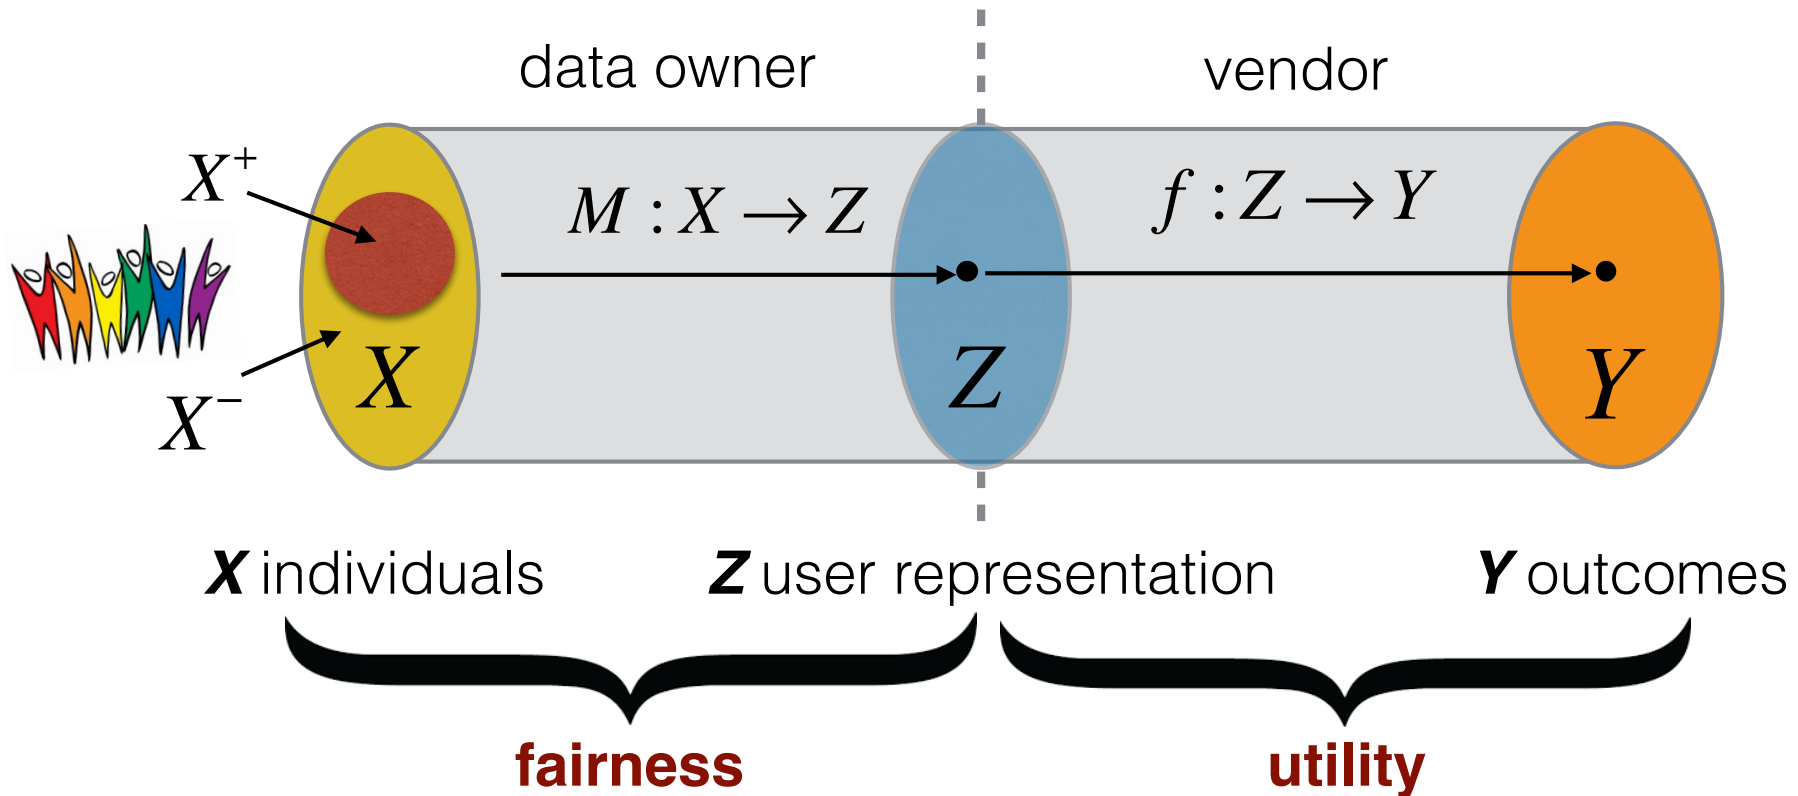 data owner
vendor
X⁺
M : X → Z
f : Z → Y
X
Z
Y
X⁻
X individuals
Z user representation
Y outcomes
fairness
utility